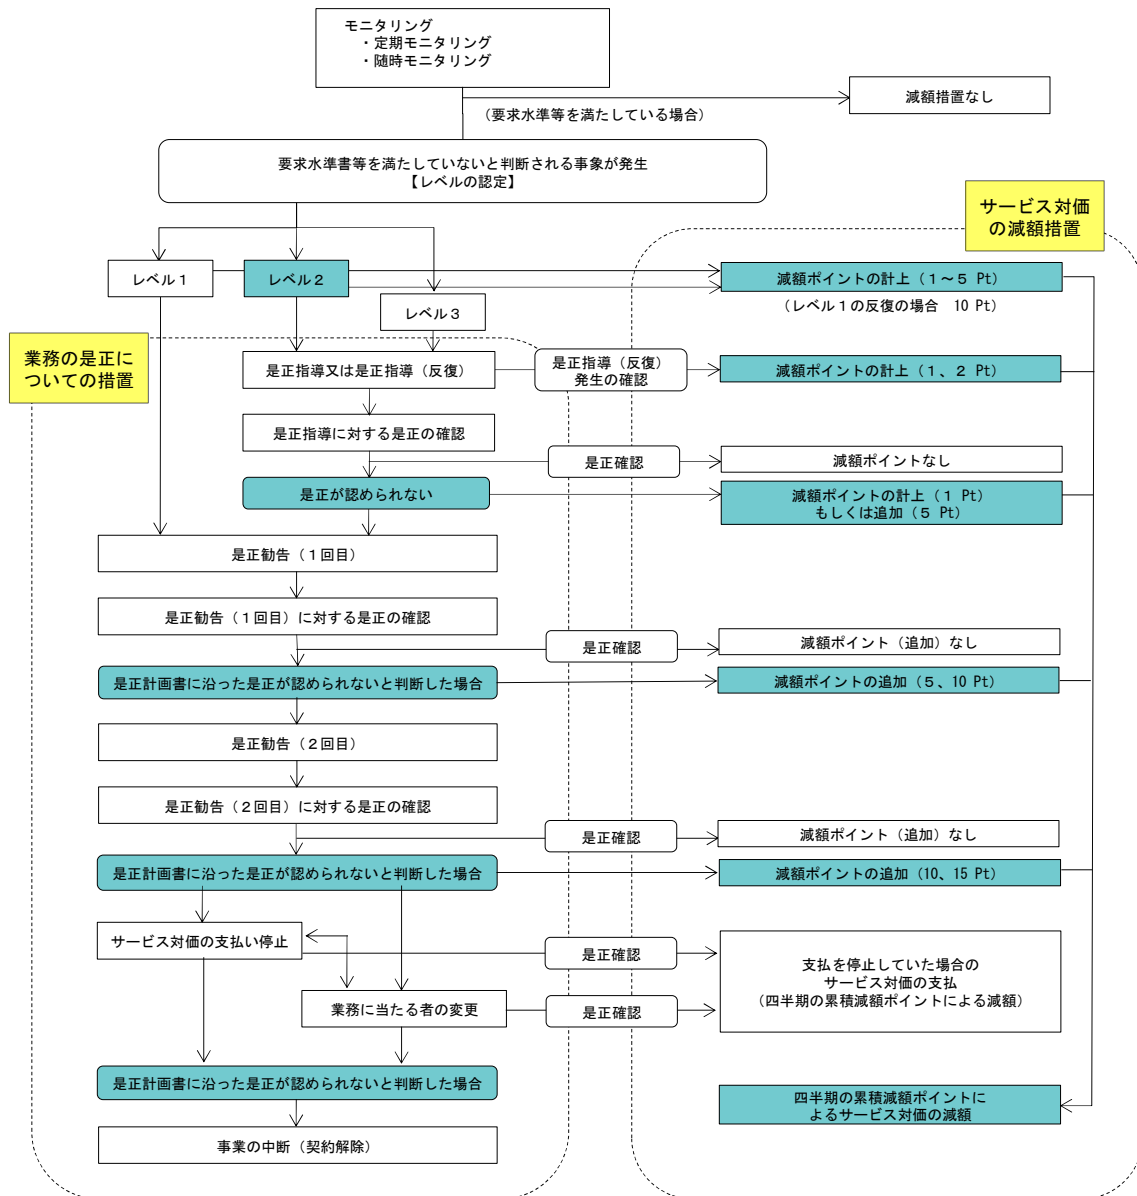 モニタリング
・定期モニタリング
・随時モニタリング
減額措置なし
（要求水準等を満たしている場合）
要求水準書等を満たしていないと判断される事象が発生
【レベルの認定】
サービス対価
の減額措置
レベル１
レベル２
減額ポイントの計上（１～５ Pt）
（レベル１の反復の場合　10 Pt）
レベル３
業務の是正に
ついての措置
是正指導又は是正指導（反復）
是正指導（反復）
発生の確認
減額ポイントの計上（１、２ Pt）
是正指導に対する是正の確認
是正確認
減額ポイントなし
是正が認められない
減額ポイントの計上（１ Pt）
もしくは追加（５ Pt）
是正勧告（１回目）
是正勧告（１回目）に対する是正の確認
是正確認
減額ポイント（追加）なし
是正計画書に沿った是正が認められないと判断した場合
減額ポイントの追加（５、10 Pt）
是正勧告（２回目）
是正勧告（２回目）に対する是正の確認
是正確認
減額ポイント（追加）なし
是正計画書に沿った是正が認められないと判断した場合
減額ポイントの追加（10、15 Pt）
サービス対価の支払い停止
是正確認
支払を停止していた場合の
サービス対価の支払
（四半期の累積減額ポイントによる減額）
業務に当たる者の変更
是正確認
是正計画書に沿った是正が認められないと判断した場合
四半期の累積減額ポイントに
よるサービス対価の減額
事業の中断（契約解除）